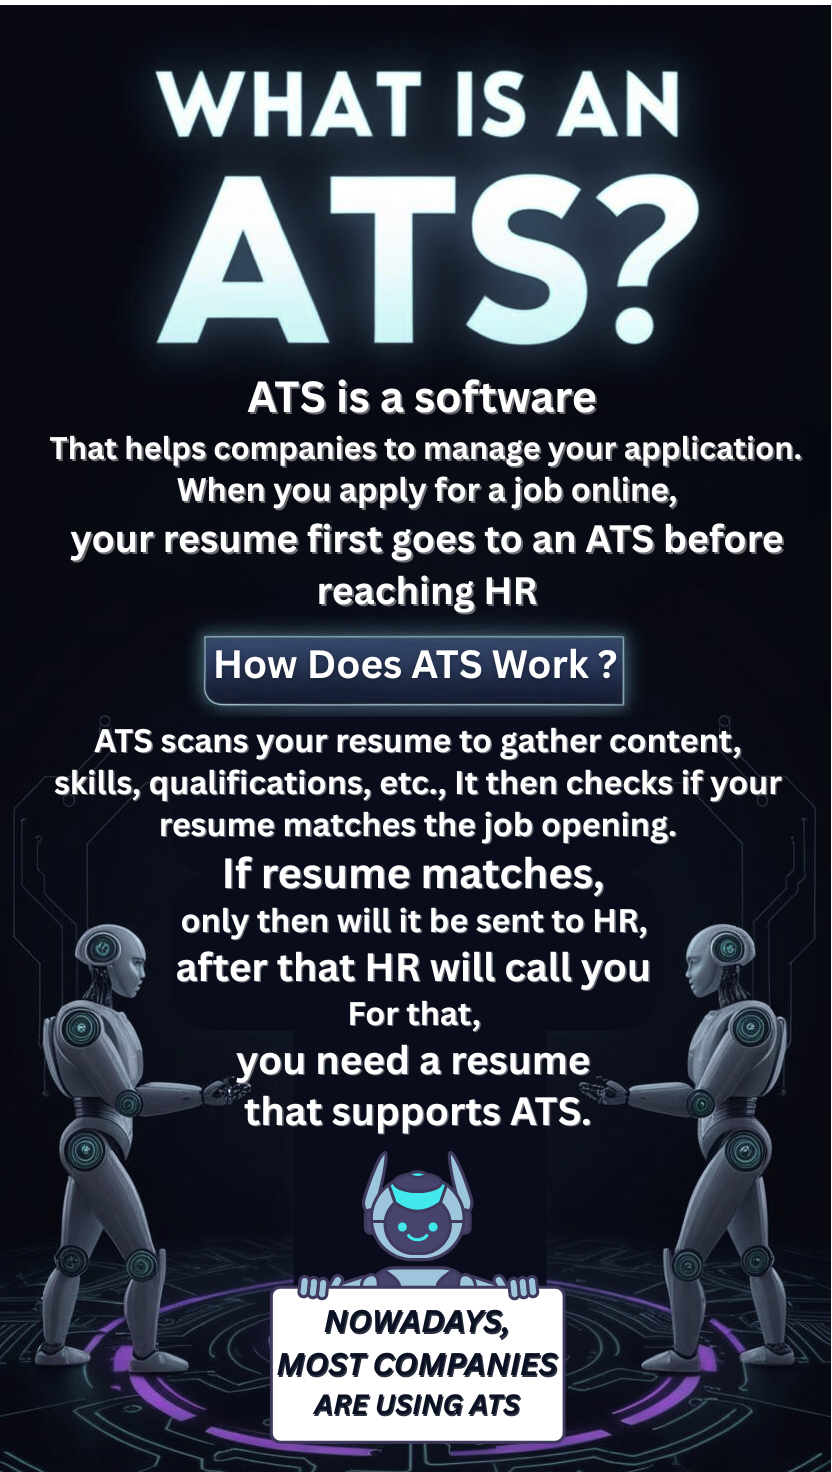 WHAT IS AN
ATS?
ATS is a software
That helps companies to manage your application.
When you apply for a job online,
your resume first goes to an ATS before
reaching HR
How Does ATS Work ?
ATS scans your resume to gather content,
skills, qualifications, etc., It then checks if your
resume matches the job opening.
If resume matches,
only then will it be sent to HR,
after that HR will call you
For that,
you need a resume
that supports ATS.
NOWADAYS,
MOST COMPANIES
ARE USING ATS